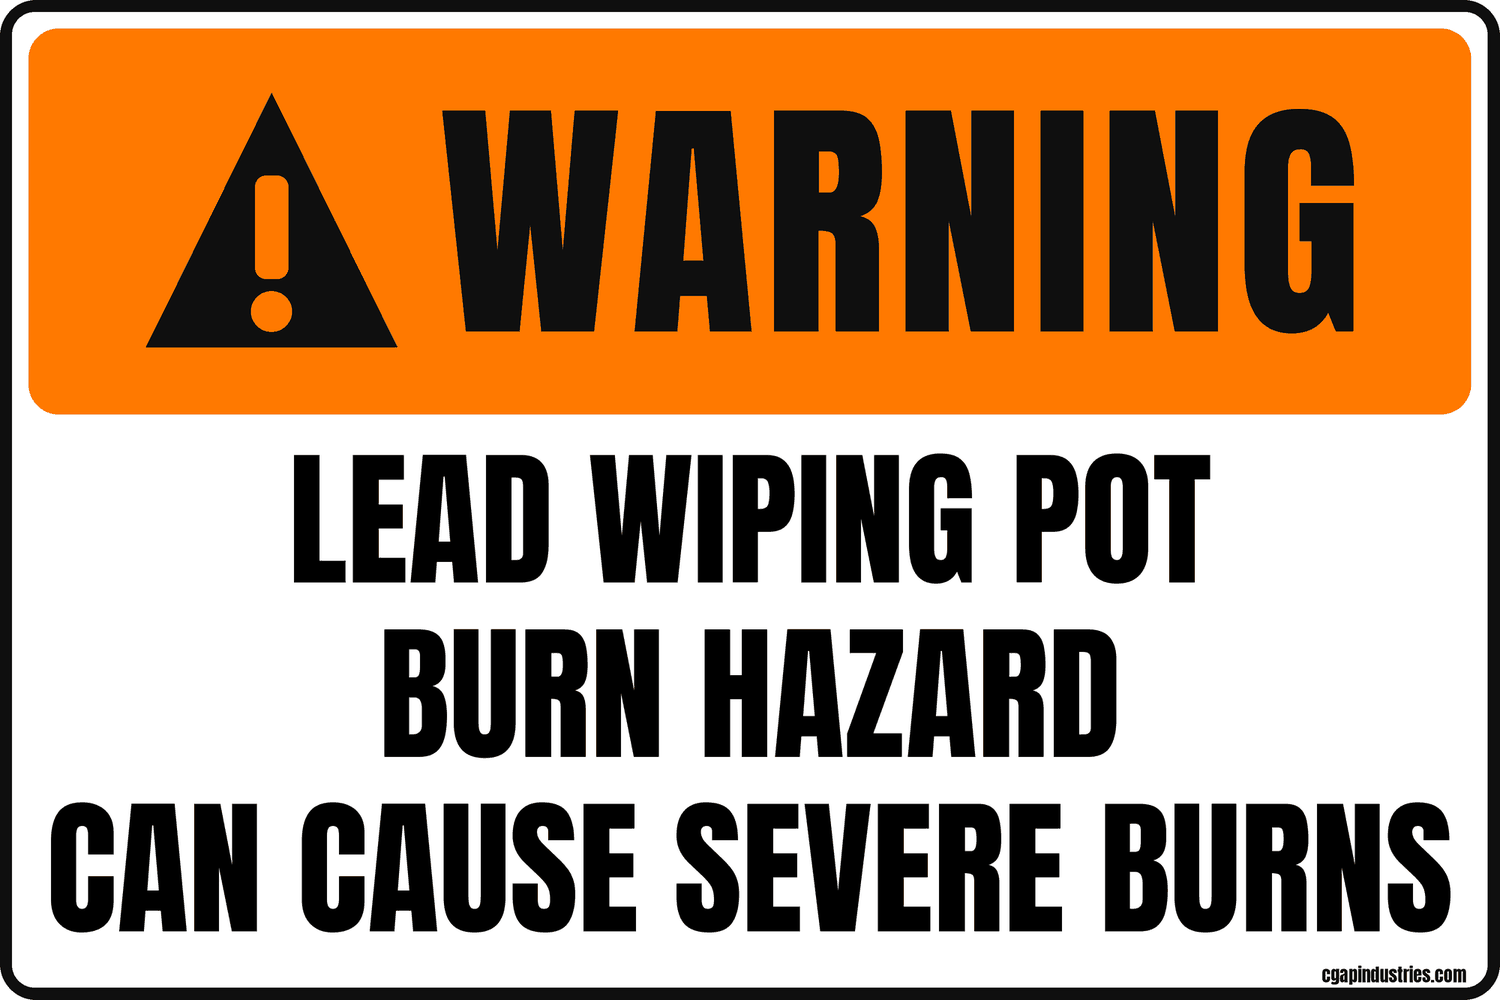 WARNING
LEAD WIPING POT
BURN HAZARD
CAN CAUSE SEVERE BURNS
cgapindustries.com